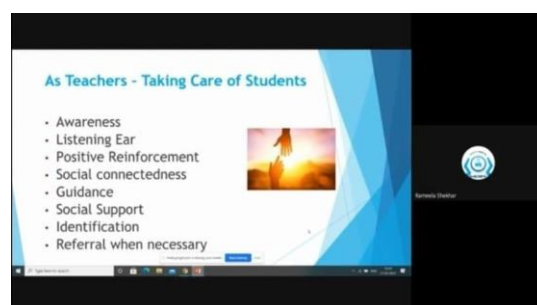 As Teachers - Taking Care of Students
• Awareness
• Listening Ear
• Positive Reinforcement
• Social connectedness
• Guidance
• Social Support
• Identification
• Referral when necessary
Rameela Shekhar